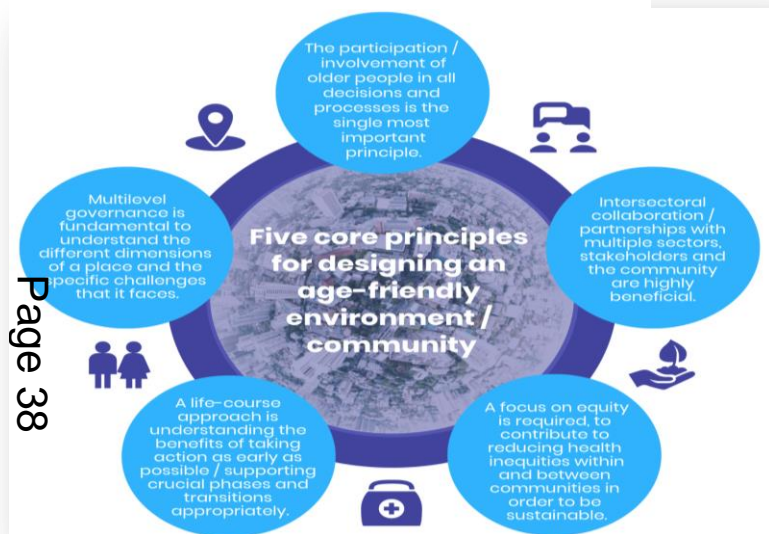 The participation /
involvement of
older people in all
decisions and
processes is the
single most
important
principle.
Multilevel
governance is
fundamental to
understand the
different dimensions
of a place and the
specific challenges
that it faces.
Intersectoral
collaboration /
partnerships with
multiple sectors,
stakeholders and
the community
are highly
beneficial.
Five core principles
for designing an
age-friendly
environment /
community
A life-course
approach is
understanding the
benefits of taking
action as early as
possible / supporting
crucial phases and
transitions
appropriately.
A focus on equity
is required, to
contribute to
reducing health
inequities within
and between
communities in
order to be
sustainable.
Page 38